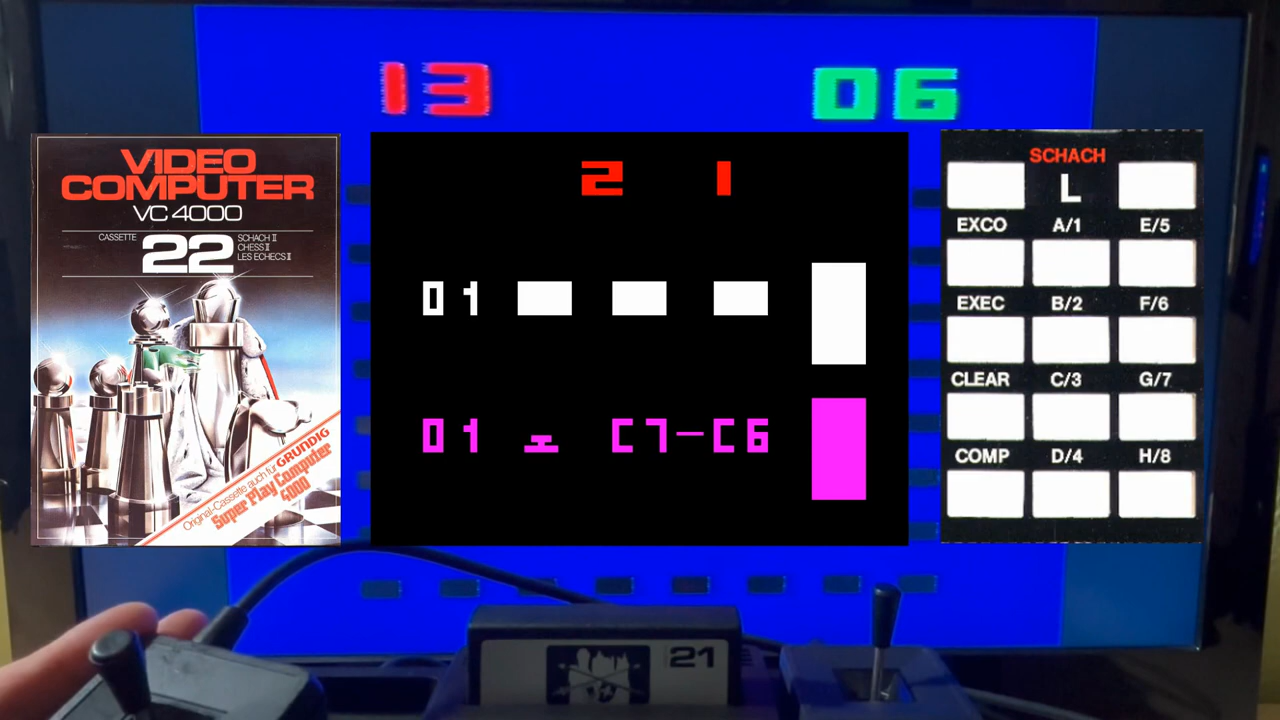 13 06
VIDEO
COMPUTER
VC 4000
CASSETTE
22
SCHACH II
CHESS II
LES ECHECS II
Original-Cassette auch für GRUNDIG
Super Play Computer
4000
2 1
01
01 C7-C6
SCHACH
L
EXCO A/1 E/5
EXEC B/2 F/6
CLEAR C/3 G/7
COMP D/4 H/8
21